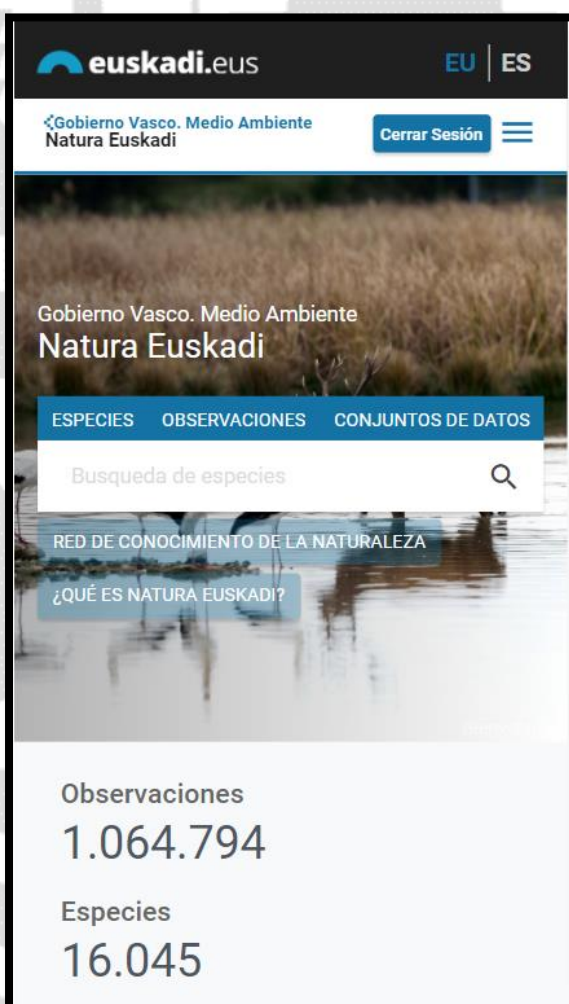 euskadi.eus
EU | ES
Gobierno Vasco. Medio Ambiente
Natura Euskadi
Cerrar Sesión
Gobierno Vasco. Medio Ambiente
Natura Euskadi
ESPECIES OBSERVACIONES CONJUNTOS DE DATOS
Busqueda de especies
RED DE CONOCIMIENTO DE LA NATURALEZA
¿QUÉ ES NATURA EUSKADI?
Observaciones
1.064.794
Especies
16.045